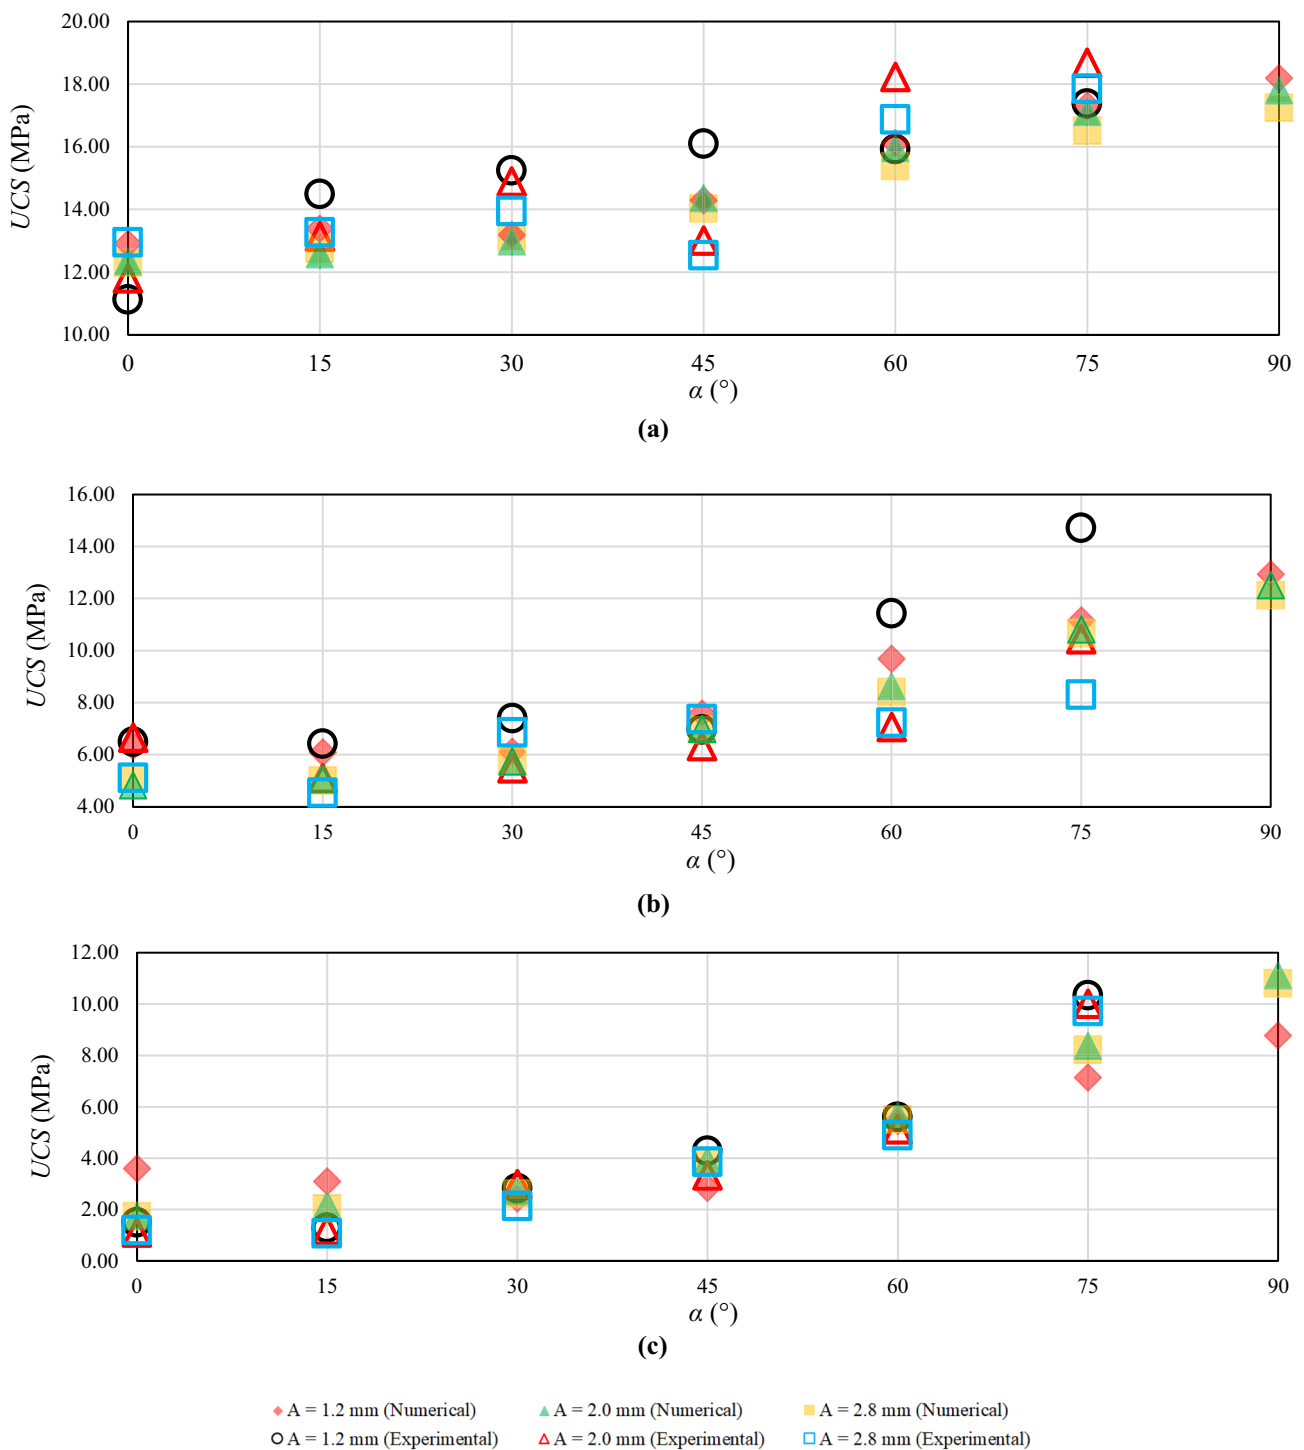 20.00
18.00
16.00
14.00
12.00
10.00
UCS (MPa)
0 15 30 45 60 75 90
α (°)
(a)
16.00
14.00
12.00
10.00
8.00
6.00
4.00
UCS (MPa)
0 15 30 45 60 75 90
α (°)
(b)
12.00
10.00
8.00
6.00
4.00
2.00
0.00
UCS (MPa)
0 15 30 45 60 75 90
α (°)
(c)
A = 1.2 mm (Numerical) A = 2.0 mm (Numerical) A = 2.8 mm (Numerical)
A = 1.2 mm (Experimental) A = 2.0 mm (Experimental) A = 2.8 mm (Experimental)